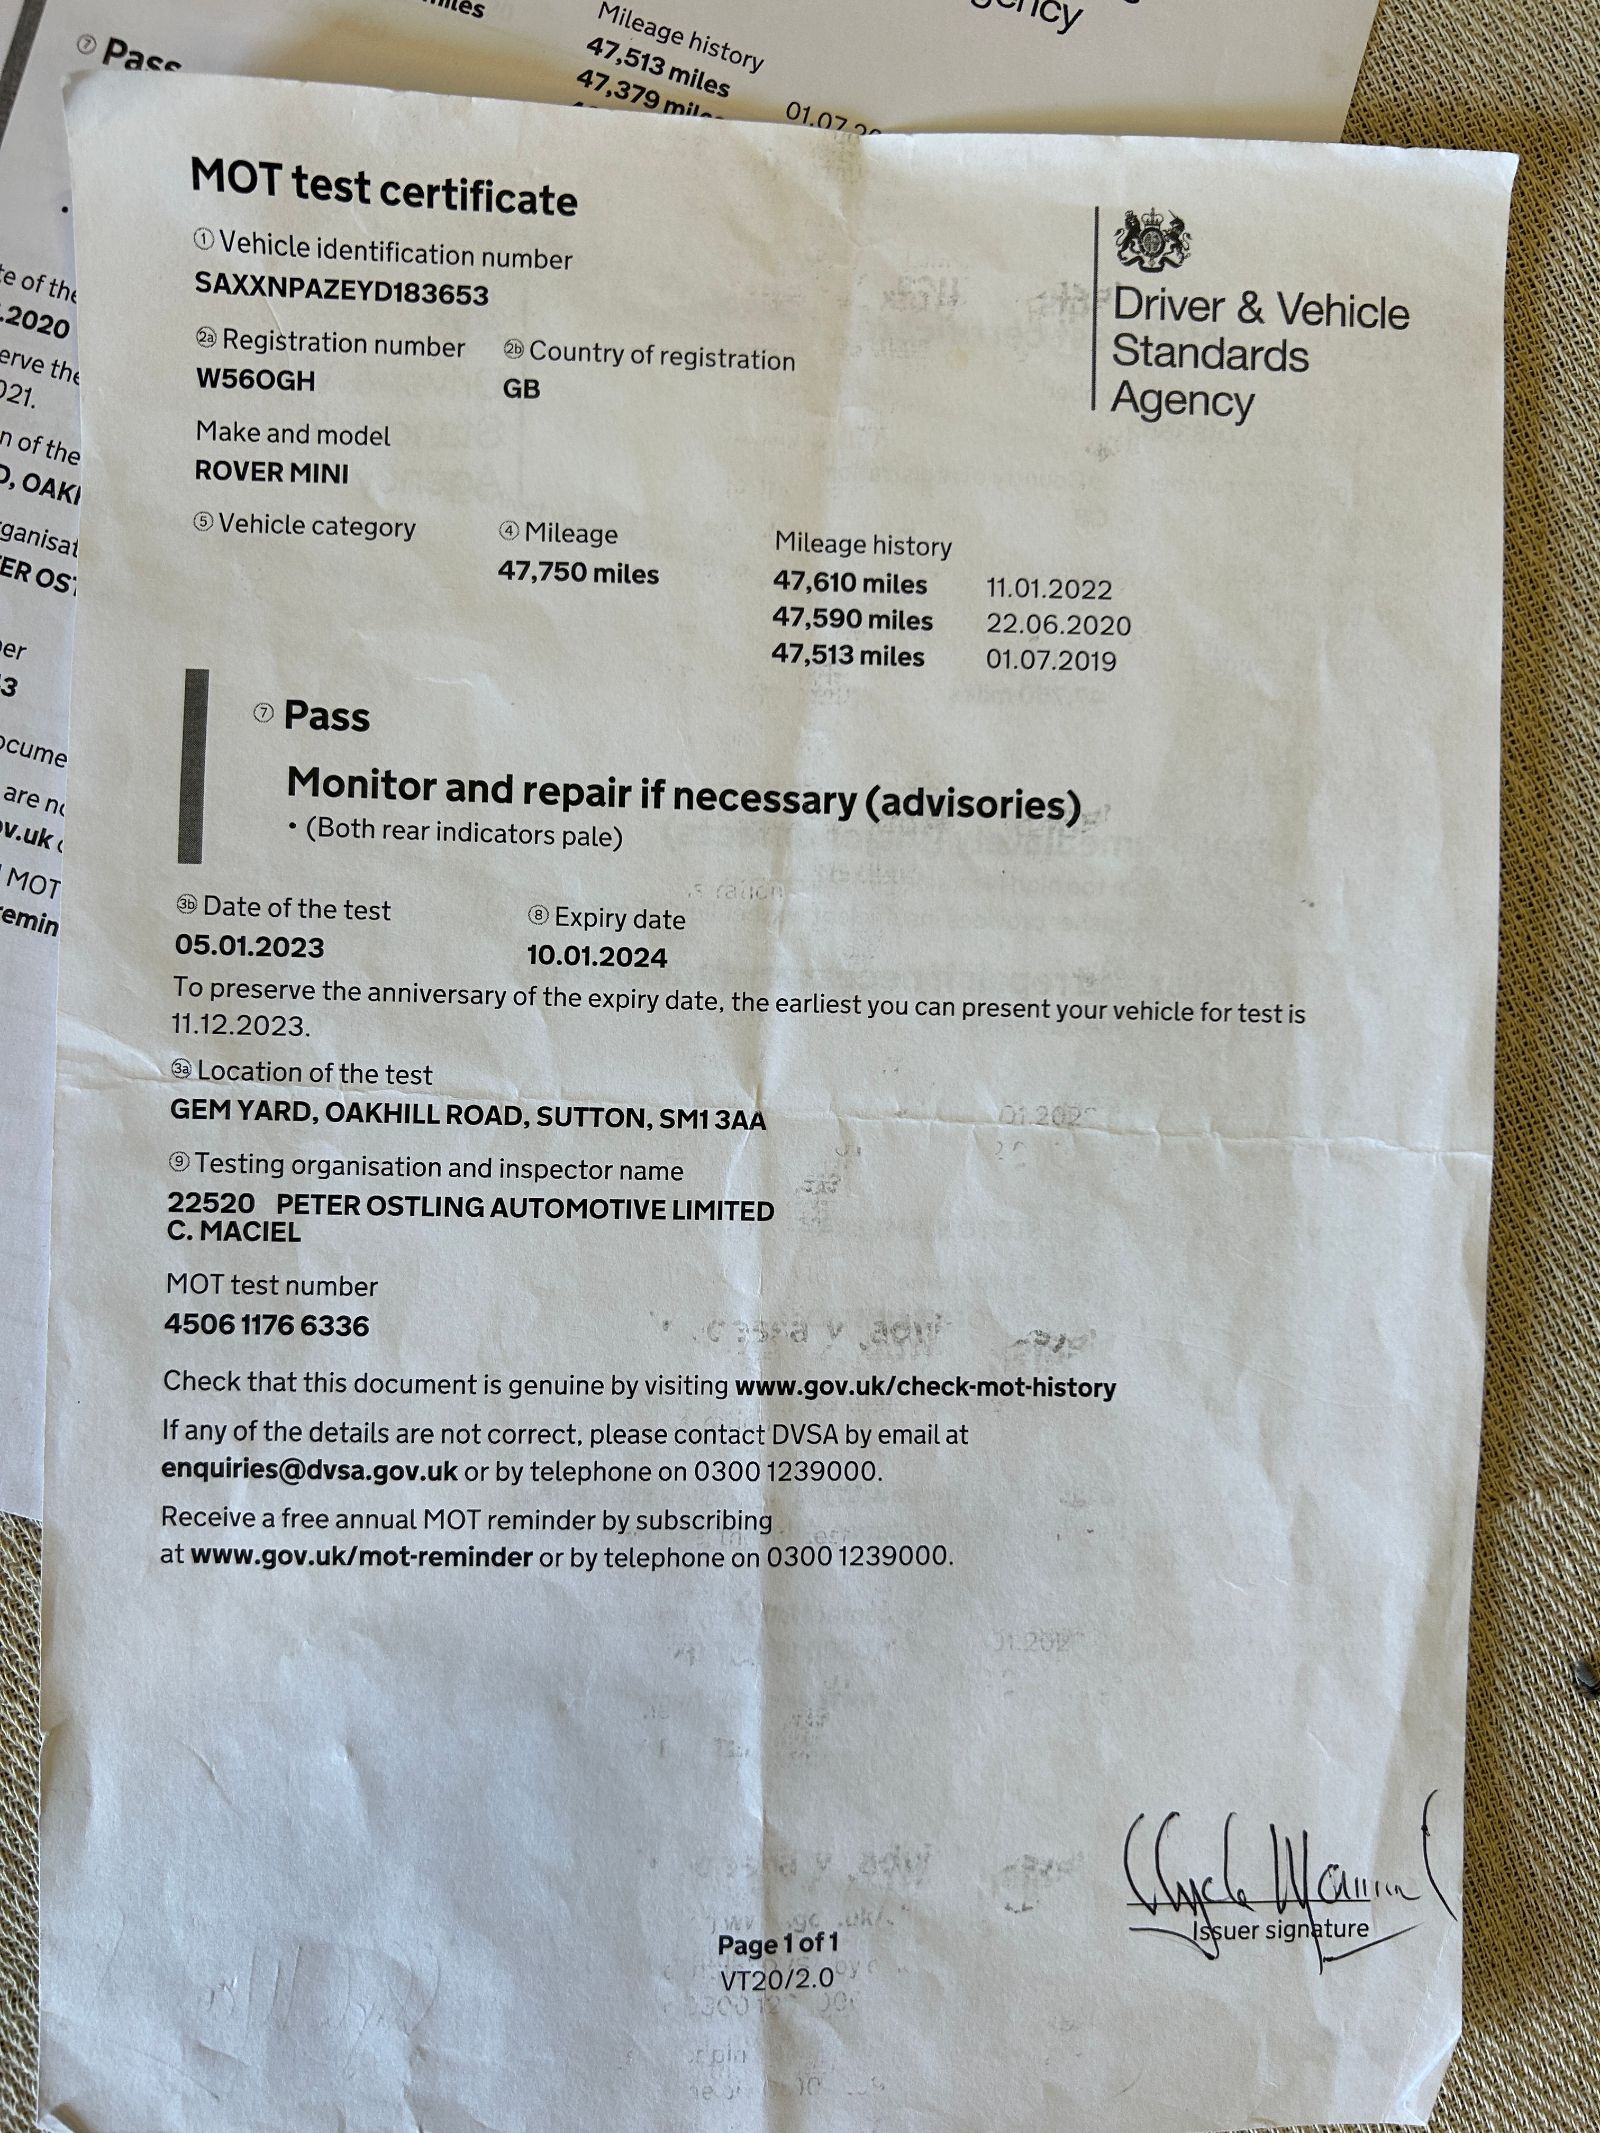 Pass
Mileage history
47,513 miles
47,379
01.07
.2020
021.
MOT test certificate
1 Vehicle identification number
SAXXNPAZEYD183653
2a Registration number 2b Country of registration
W56OGH GB
Make and model
ROVER MINI
5 Vehicle category 4 Mileage Mileage history
47,750 miles 47,610 miles 11.01.2022
47,590 miles 22.06.2020
47,513 miles 01.07.2019
7 Pass
Monitor and repair if necessary (advisories)
• (Both rear indicators pale)
3b Date of the test 8 Expiry date
05.01.2023 10.01.2024
To preserve the anniversary of the expiry date, the earliest you can present your vehicle for test is
11.12.2023.
3a Location of the test
GEM YARD, OAKHILL ROAD, SUTTON, SM1 3AA
9 Testing organisation and inspector name
22520 PETER OSTLING AUTOMOTIVE LIMITED
C. MACIEL
MOT test number
4506 1176 6336
Check that this document is genuine by visiting www.gov.uk/check-mot-history
If any of the details are not correct, please contact DVSA by email at
enquiries@dvsa.gov.uk or by telephone on 0300 1239000.
Receive a free annual MOT reminder by subscribing
at www.gov.uk/mot-reminder or by telephone on 0300 1239000.
Driver & Vehicle
Standards
Agency
Issuer signature
Page 1 of 1
VT20/2.0